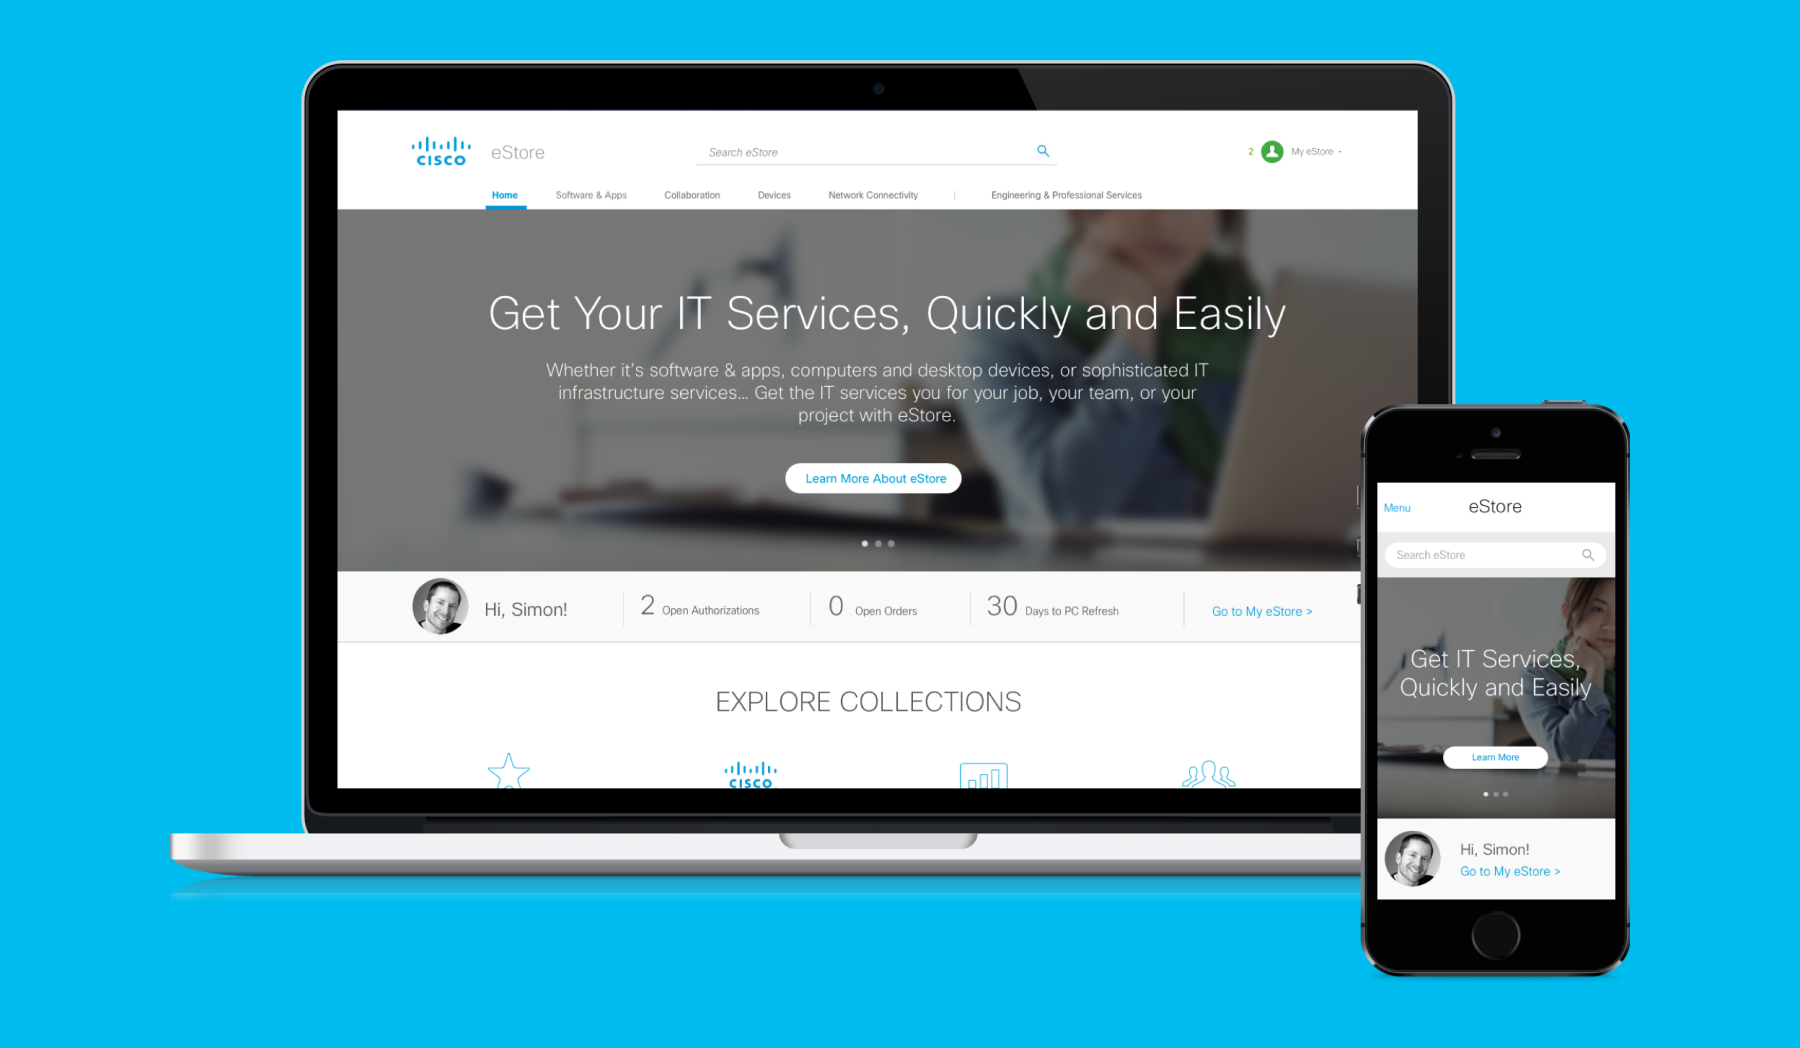 CISCO
eStore
Search eStore
2
My eStore
Home
Software & Apps
Collaboration
Devices
Network Connectivity
Engineering & Professional Services
Get Your IT Services, Quickly and Easily
Whether it's software & apps, computers and desktop devices, or sophisticated IT
infrastructure services... Get the IT services you for your job, your team, or your
project with eStore.
Learn More About eStore
Hi, Simon!
2 Open Authorizations
0 Open Orders
30 Days to PC Refresh
Go to My eStore >
EXPLORE COLLECTIONS
CISCO
Menu
eStore
Search eStore
Get IT Services,
Quickly and Easily
Learn More
Hi, Simon!
Go to My eStore >